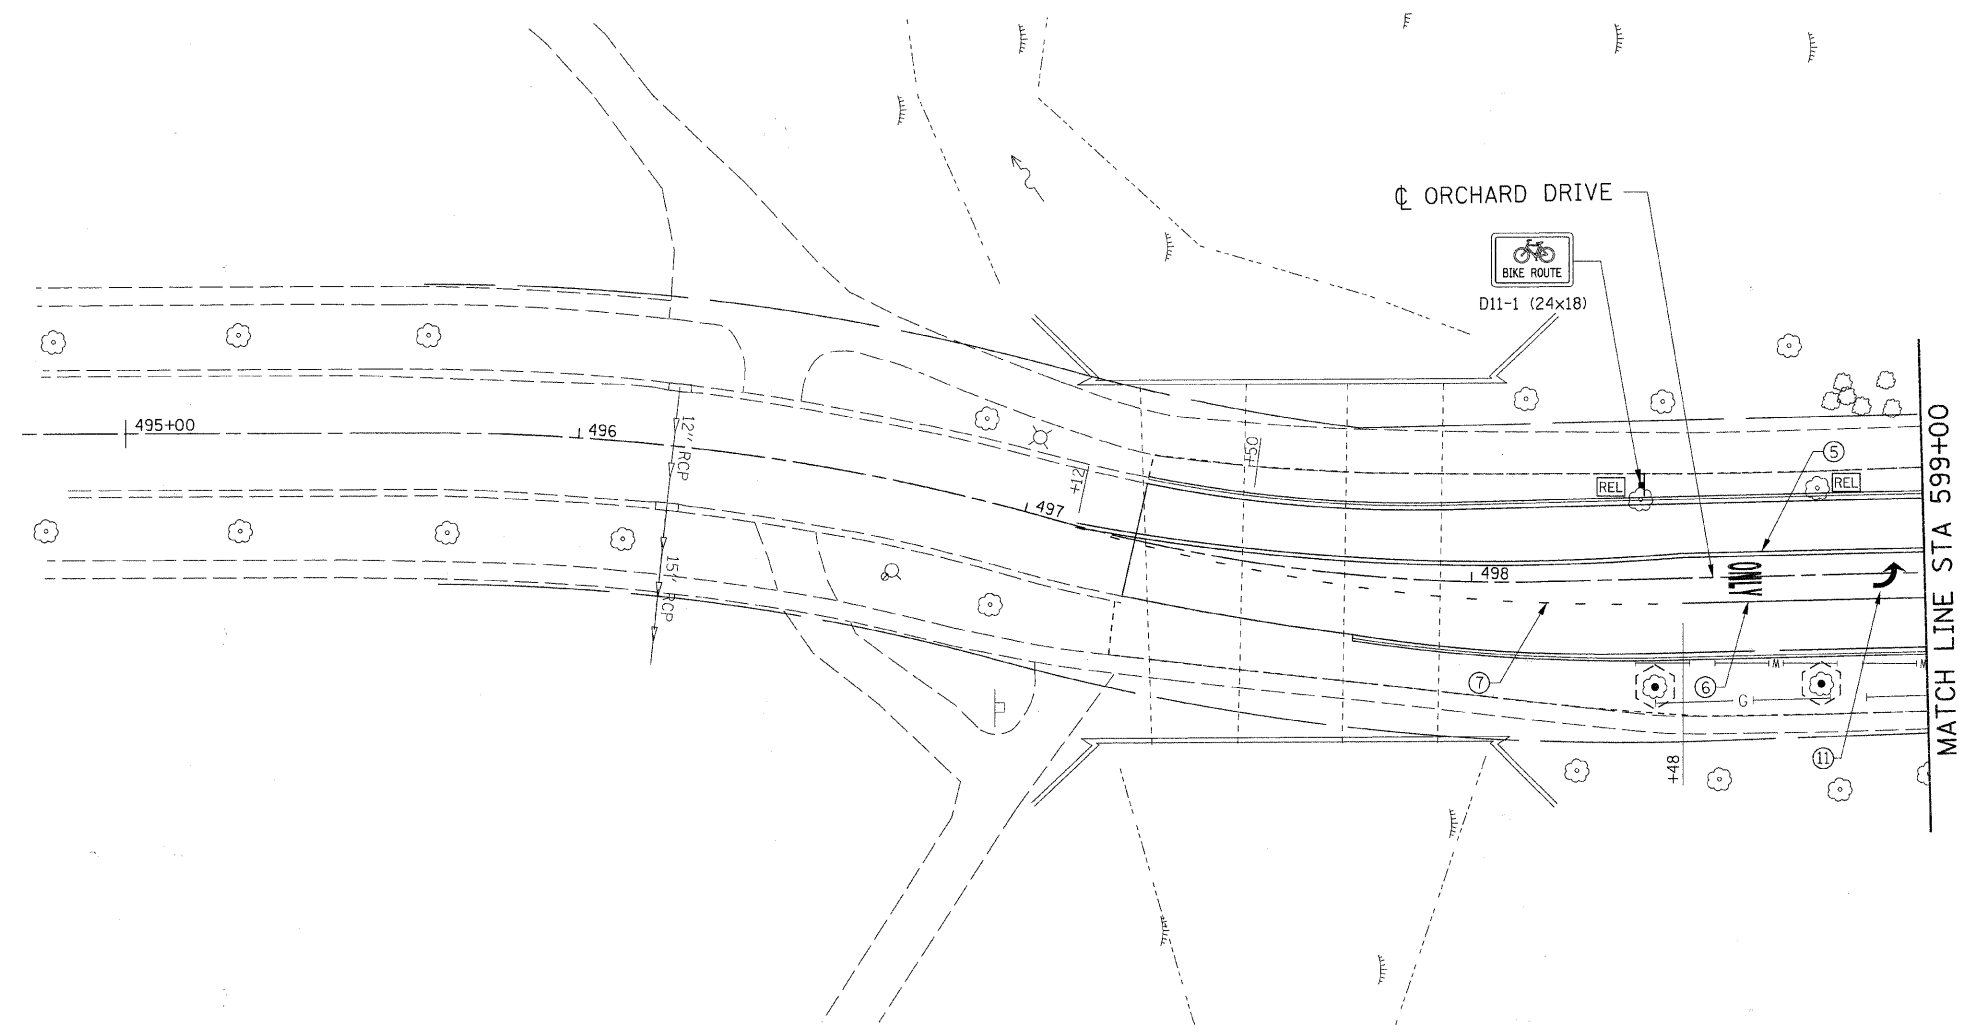 ℄ ORCHARD DRIVE
BIKE ROUTE
D11-1 (24x18)
495+00
496
12" RCP
+12
+50
497
REL
REL
5
498
ONLY
15" RCP
7
6
M
M
G
+48
11
MATCH LINE STA 599+00